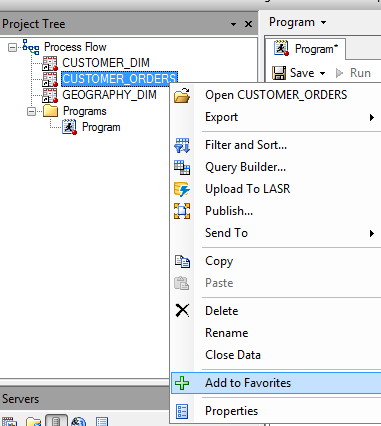 Project Tree
Program
Process Flow
Program*
CUSTOMER_DIM
Save
Run
CUSTOMER_ORDERS
GEOGRAPHY_DIM
Programs
Program
Open CUSTOMER_ORDERS
Export
Filter and Sort...
Query Builder...
Upload To LASR
Publish...
Send To
Copy
Paste
Delete
Rename
Close Data
Add to Favorites
Properties
Servers